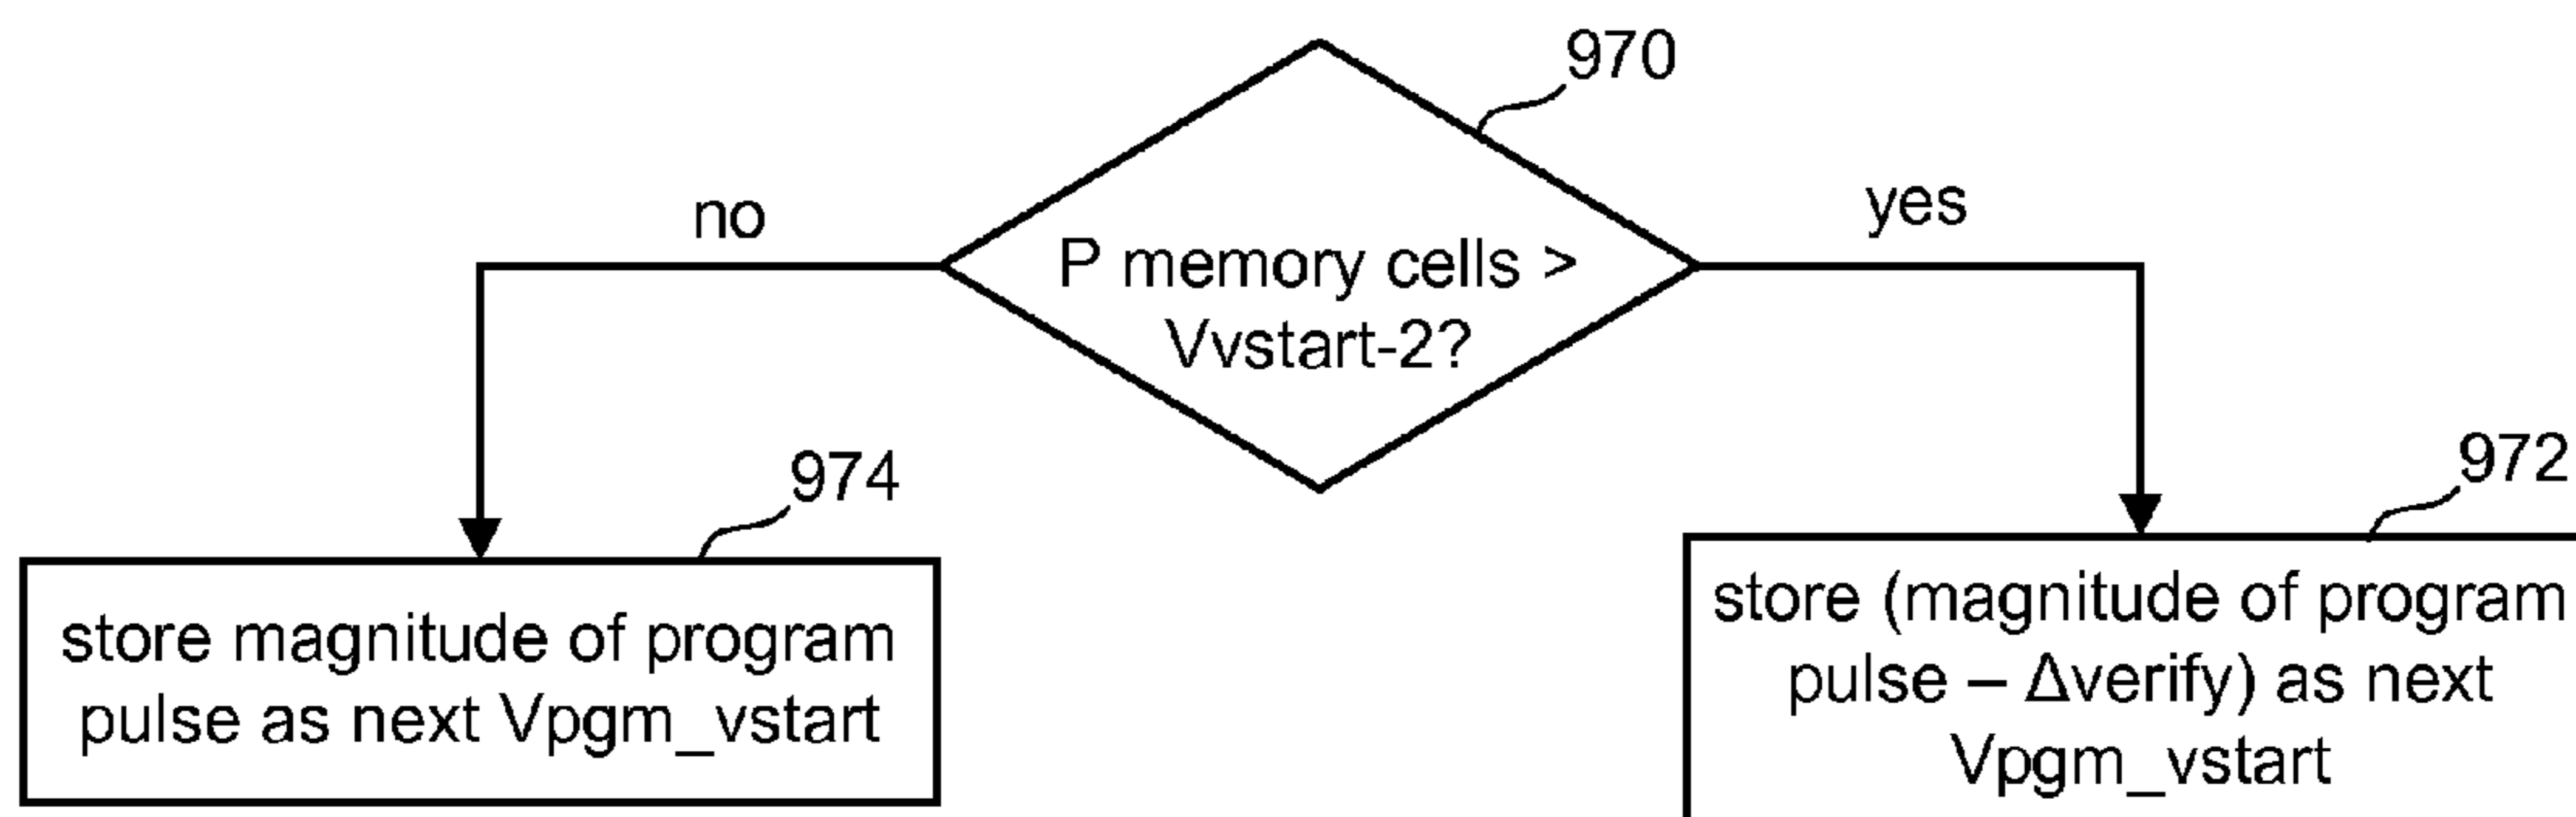 970
no
yes
P memory cells >
Vvstart-2?
974
972
store magnitude of program
pulse as next Vpgm_vstart
store (magnitude of program
pulse – Δverify) as next
Vpgm_vstart